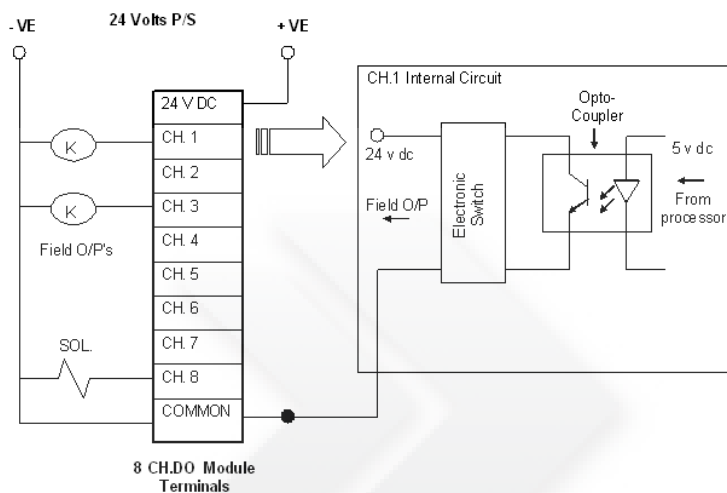 24 Volts P/S
- VE
+ VE
24 V DC
CH. 1
CH. 2
CH. 3
CH. 4
CH. 5
CH. 6
CH. 7
CH. 8
COMMON
K
K
Field O/P's
SOL.
8 CH.DO Module
Terminals
CH.1 Internal Circuit
Opto-
Coupler
24 v dc
Field O/P
Electronic
Switch
5 v dc
From
processor